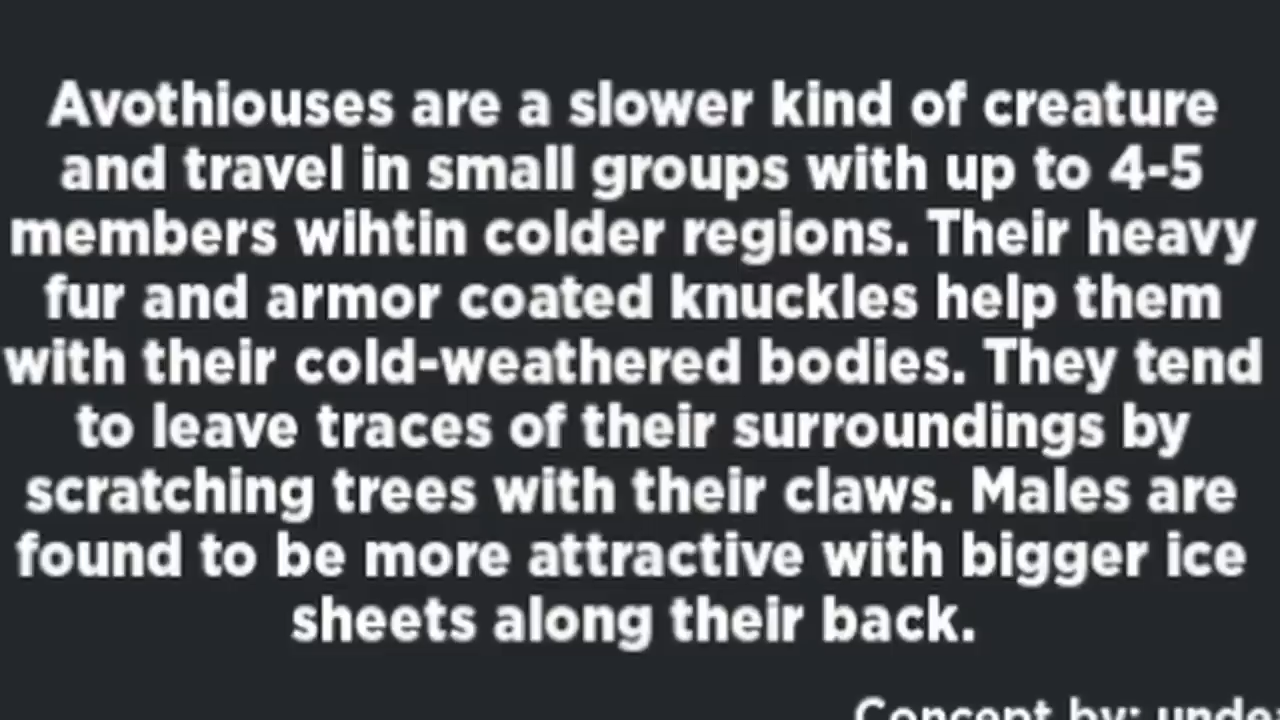 Avothiouses are a slower kind of creature
and travel in small groups with up to 4-5
members wihtin colder regions. Their heavy
fur and armor coated knuckles help them
with their cold-weathered bodies. They tend
to leave traces of their surroundings by
scratching trees with their claws. Males are
found to be more attractive with bigger ice
sheets along their back.
Concept by: